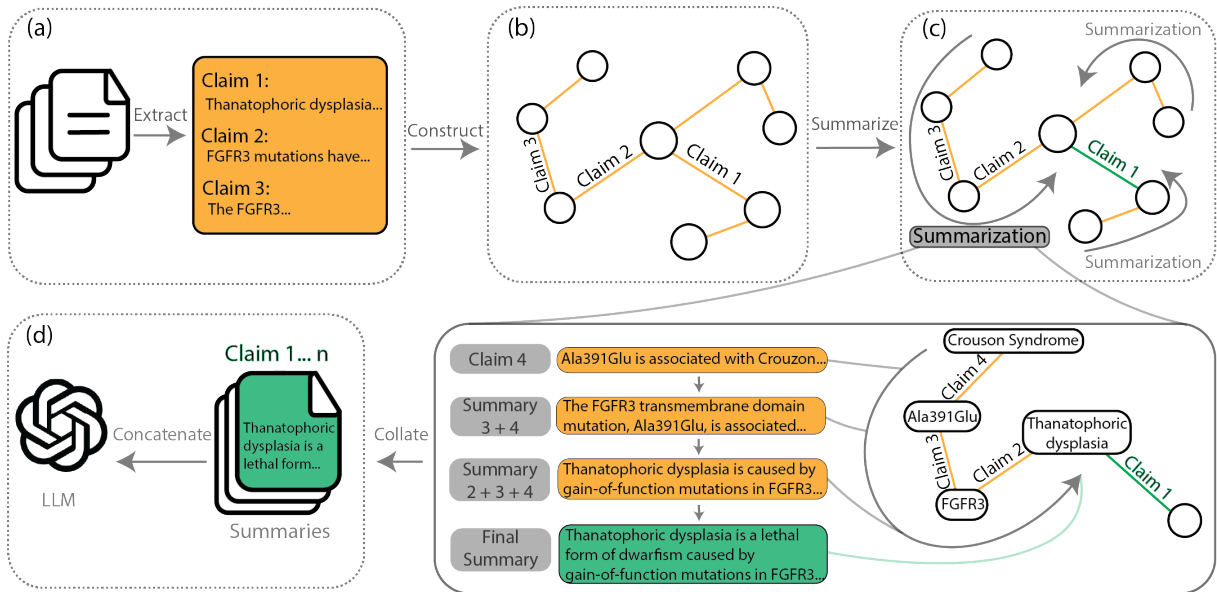 (a)
Extract
Claim 1:
Thanatophoric dysplasia...
Claim 2:
FGFR3 mutations have...
Claim 3:
The FGFR3...
Construct
(b)
Claim 3
Claim 2
Claim 1
Summarize
(c)
Summarization
Claim 3
Claim 2
Claim 1
Summarization
Summarization
(d)
Claim 1... n
Thanatophoric
dysplasia is a
lethal form...
Concatenate
LLM
Summaries
Collate
Claim 4
Ala391Glu is associated with Crouzon...
Summary
3 + 4
The FGFR3 transmembrane domain
mutation, Ala391Glu, is associated...
Summary
2 + 3 + 4
Thanatophoric dysplasia is caused by
gain-of-function mutations in FGFR3...
Final
Summary
Thanatophoric dysplasia is a lethal
form of dwarfism caused by
gain-of-function mutations in FGFR3...
Crouson Syndrome
Claim 4
Ala391Glu
Claim 3
FGFR3
Claim 2
Thanatophoric
dysplasia
Claim 1